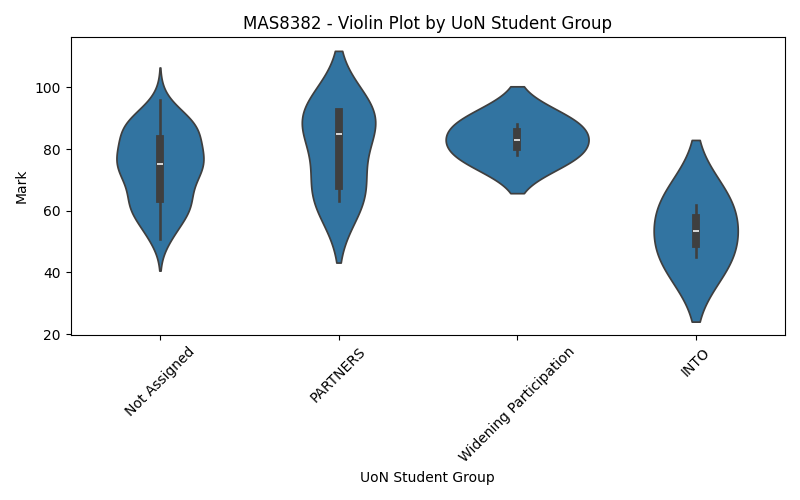 MAS8382 - Violin Plot by UoN Student Group
Mark
100
80
60
40
20
Not Assigned
PARTNERS
Widening Participation
INTO
UoN Student Group